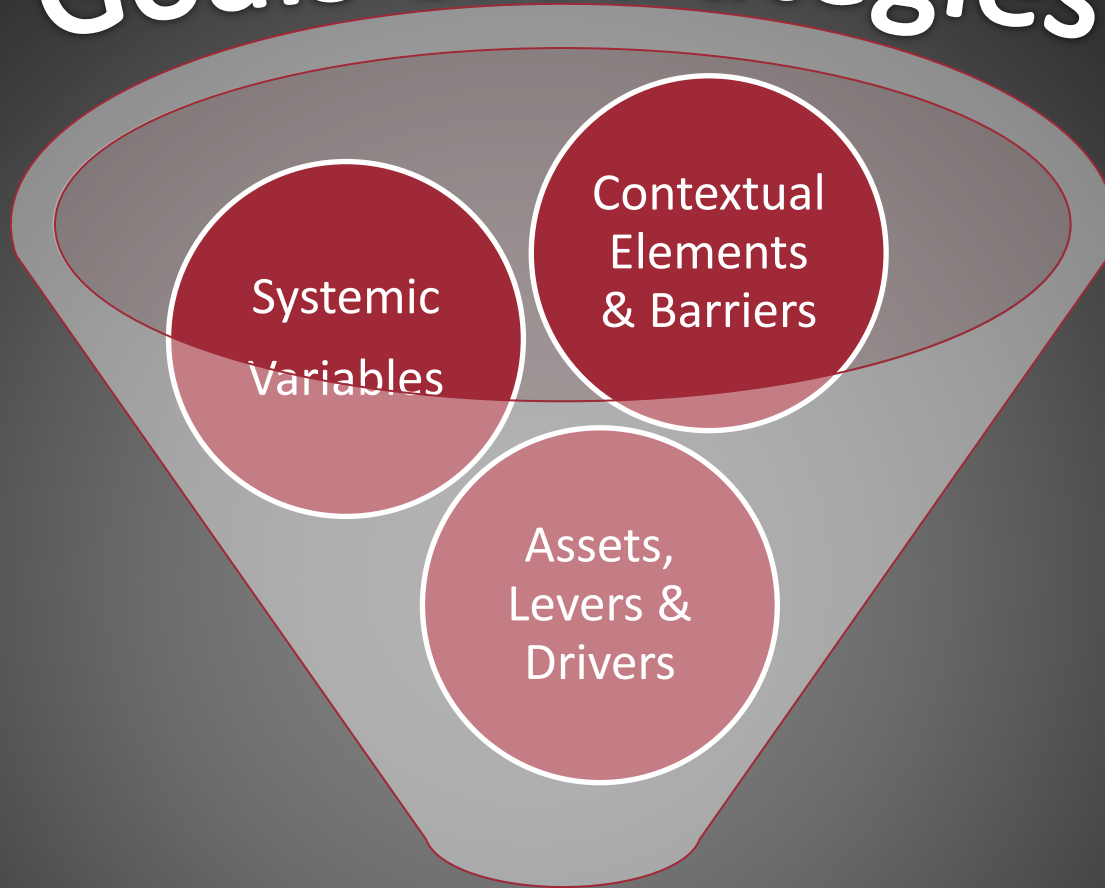 Systemic
Variables
Contextual
Elements
& Barriers
Assets,
Levers &
Drivers